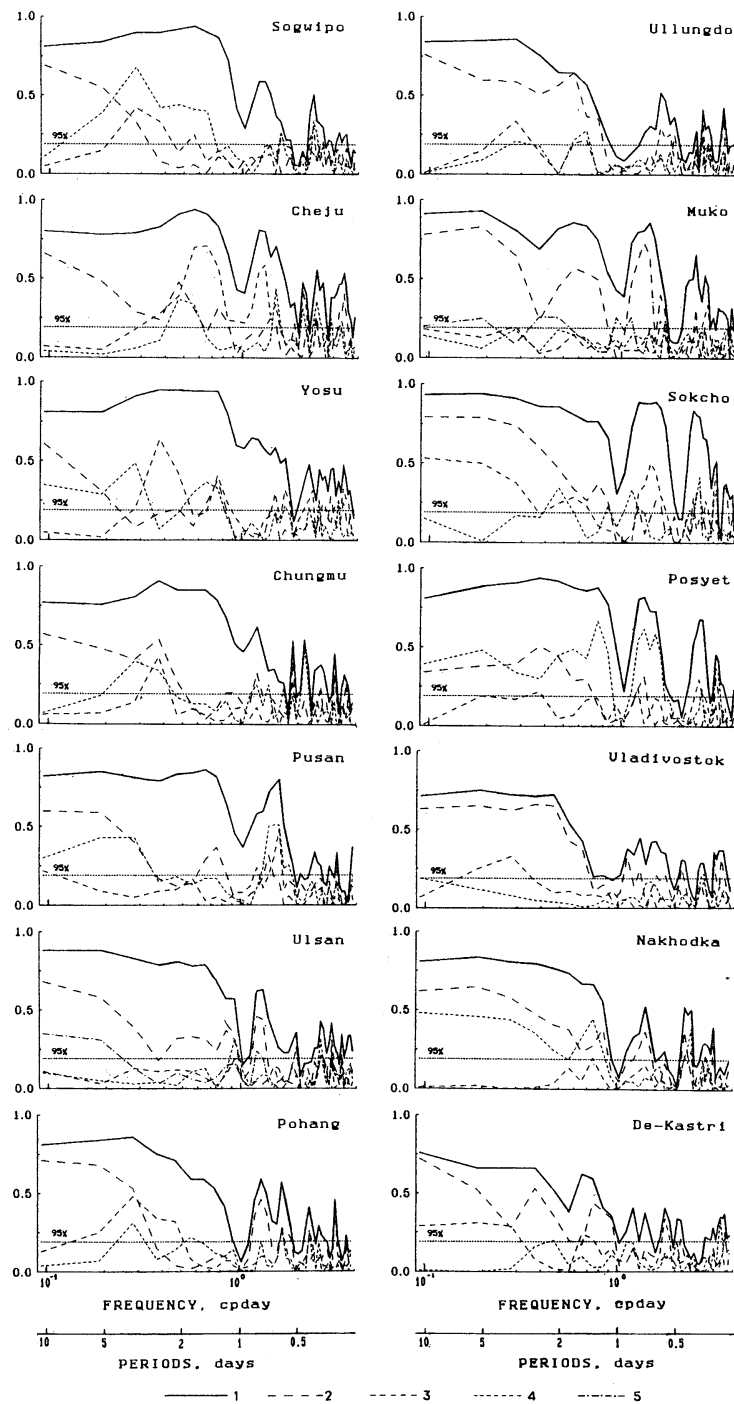 1.0
Sogwipo
0.5
95%
0.0
1.0
Ullungdo
0.5
95%
0.0
1.0
Cheju
0.5
95%
0.0
1.0
Muko
0.5
95%
0.0
1.0
Yosu
0.5
95%
0.0
1.0
Sokcho
0.5
95%
0.0
1.0
Chungmu
0.5
95%
0.0
1.0
Posyet
0.5
95%
0.0
1.0
Pusan
0.5
95%
0.0
1.0
Vladivostok
0.5
95%
0.0
1.0
Ulsan
0.5
95%
0.0
1.0
Nakhodka
0.5
95%
0.0
1.0
Pohang
0.5
95%
0.0
10⁻¹ 10⁰
FREQUENCY, cpday
10 5 2 1 0.5
PERIODS, days
1.0
De-Kastri
0.5
95%
0.0
10⁻¹ 10⁰
FREQUENCY, cpday
10 5 2 1 0.5
PERIODS, days
1 2 3 4 5